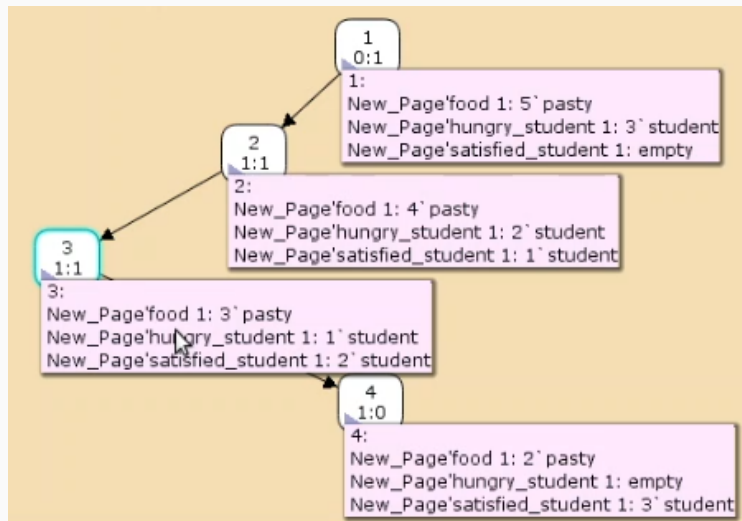 1
0:1
1:
New_Page'food 1: 5`pasty
New_Page'hungry_student 1: 3`student
New_Page'satisfied_student 1: empty
2
1:1
2:
New_Page'food 1: 4`pasty
New_Page'hungry_student 1: 2`student
New_Page'satisfied_student 1: 1`student
3
1:1
3:
New_Page'food 1: 3`pasty
New_Page'hungry_student 1: 1`student
New_Page'satisfied_student 1: 2`student
4
1:0
4:
New_Page'food 1: 2`pasty
New_Page'hungry_student 1: empty
New_Page'satisfied_student 1: 3`student